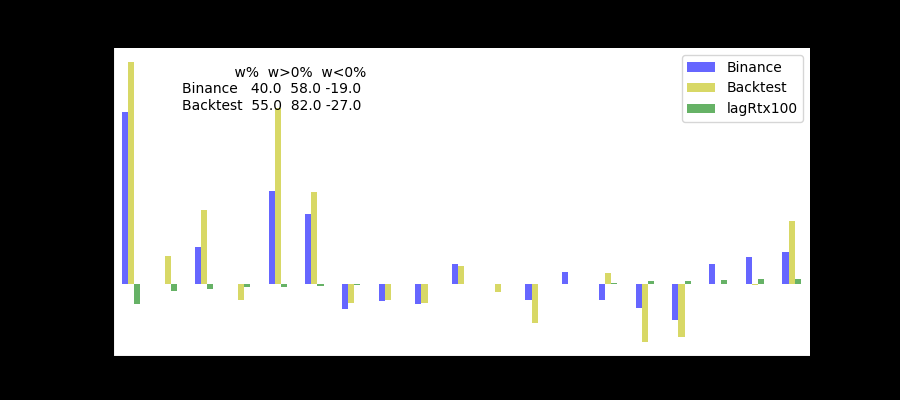 w% w>0% w<0%
Binance 40.0 58.0 -19.0
Backtest 55.0 82.0 -27.0
Binance
Backtest
lagRtx100